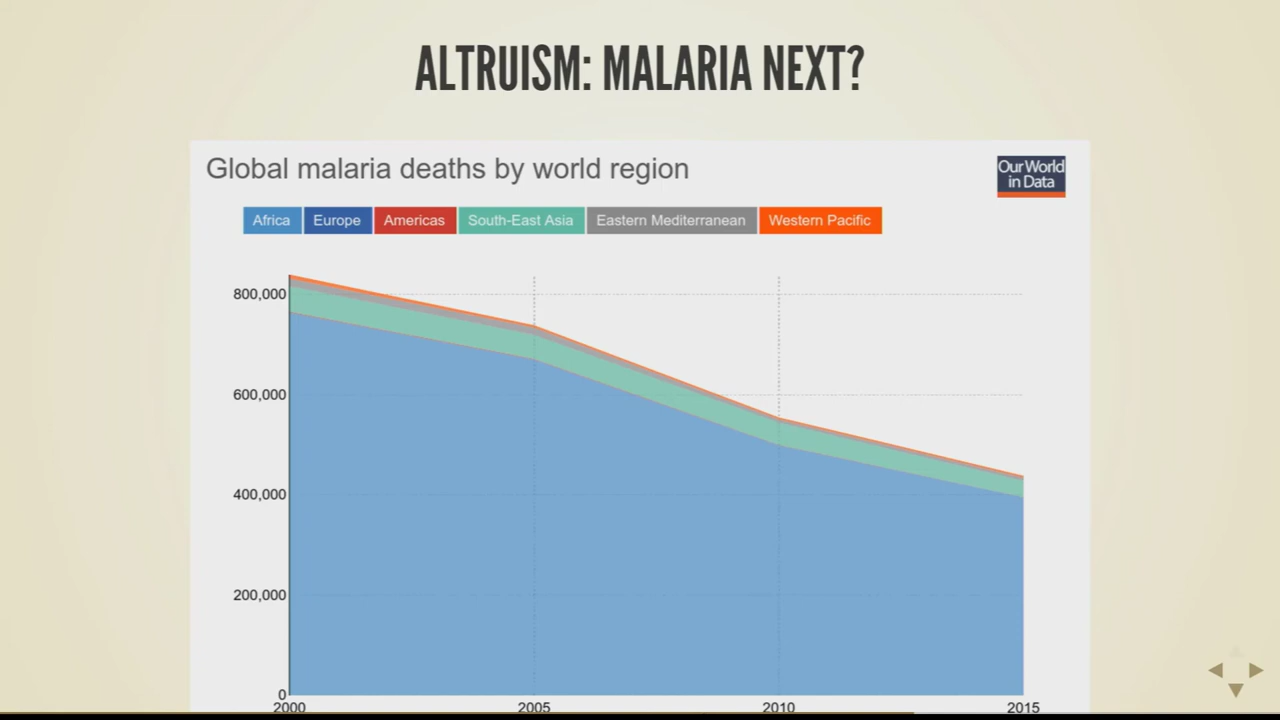 ALTRUISM: MALARIA NEXT?
Global malaria deaths by world region
Our World
in Data
Africa Europe Americas South-East Asia Eastern Mediterranean Western Pacific
800,000
600,000
400,000
200,000
0
2000 2005 2010 2015